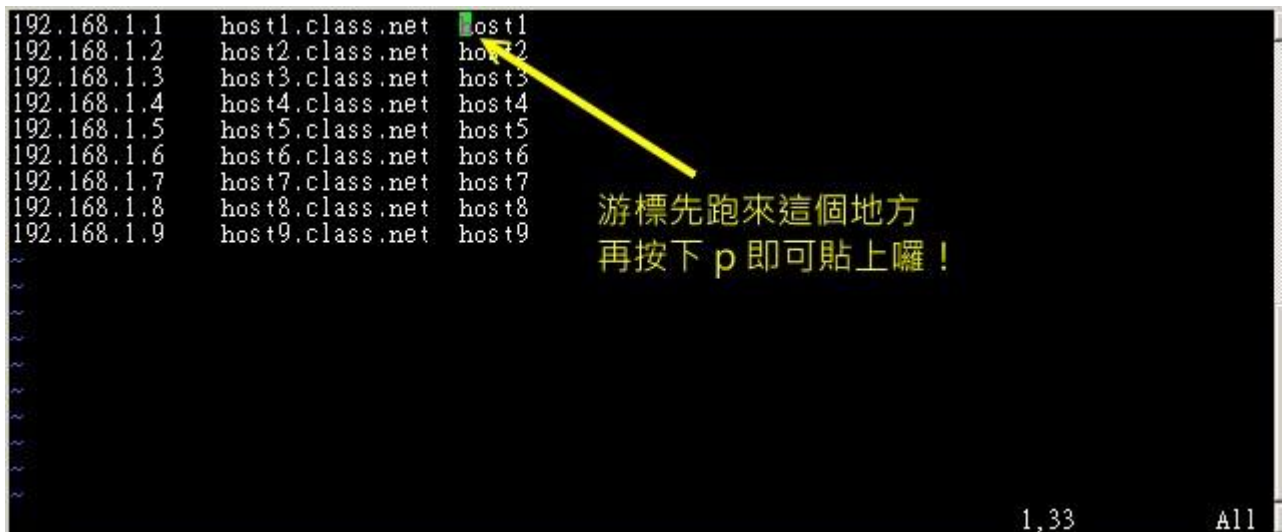 192.168.1.1 host1.class.net host1
192.168.1.2 host2.class.net host2
192.168.1.3 host3.class.net host3
192.168.1.4 host4.class.net host4
192.168.1.5 host5.class.net host5
192.168.1.6 host6.class.net host6
192.168.1.7 host7.class.net host7
192.168.1.8 host8.class.net host8
192.168.1.9 host9.class.net host9
游標先跑來這個地方
再按下 p 即可貼上囉！
~
~
~
~
~
~
~
~
~
~
1,33 All